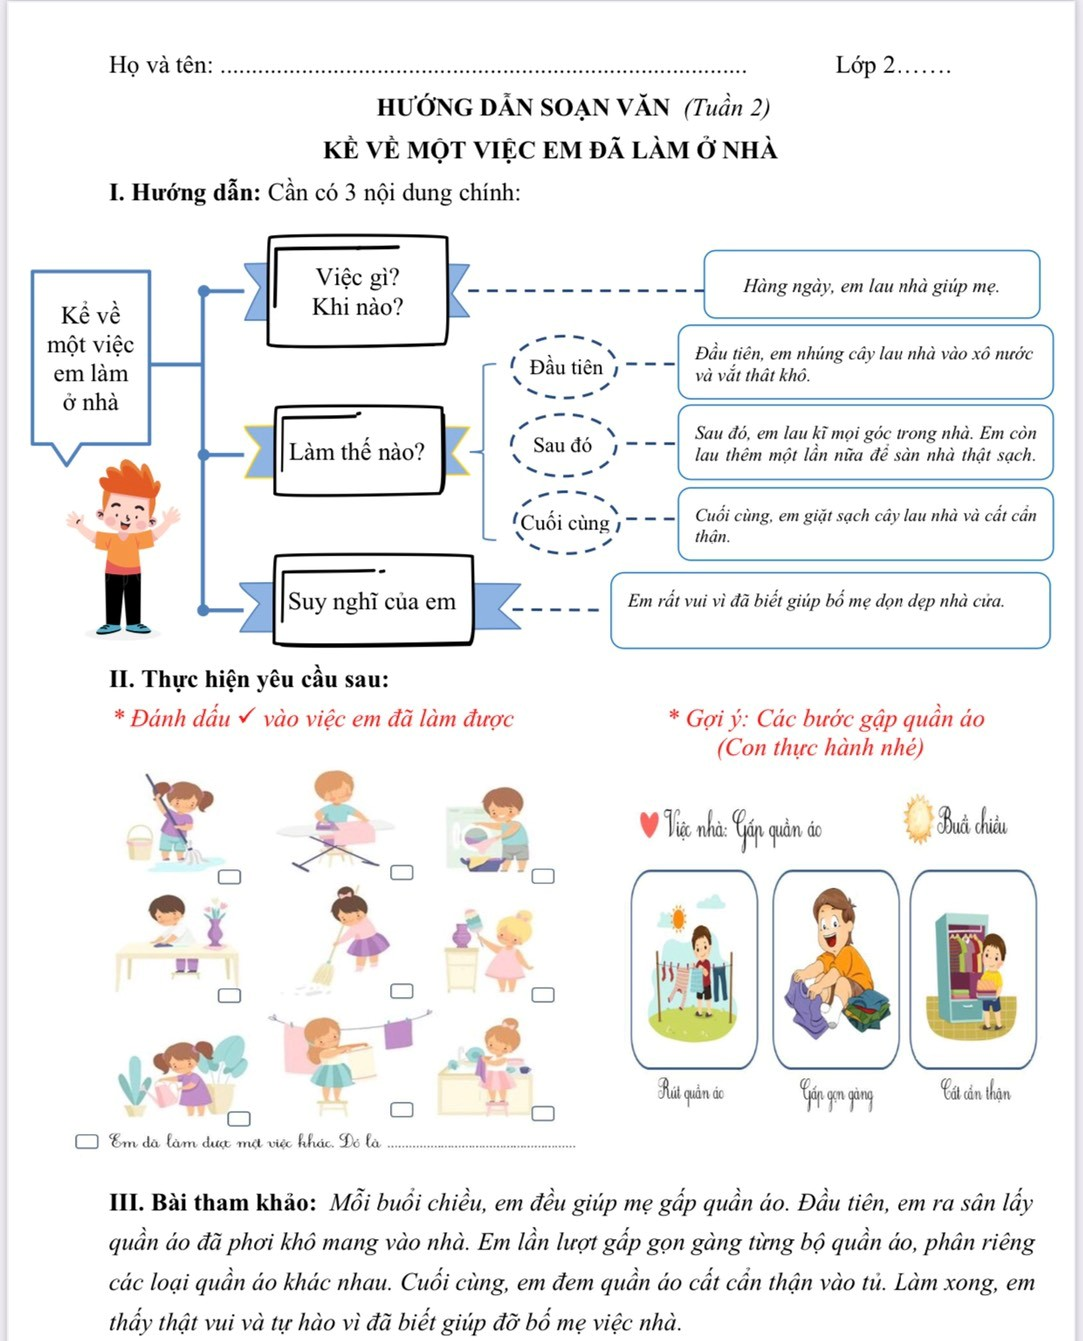 Họ và tên: ........................................................................................ Lớp 2.......
HƯỚNG DẪN SOẠN VĂN (Tuần 2)
KỂ VỀ MỘT VIỆC EM ĐÃ LÀM Ở NHÀ
I. Hướng dẫn: Cần có 3 nội dung chính:
Kể về
một việc
em làm
ở nhà
Việc gì?
Khi nào?
Hàng ngày, em lau nhà giúp mẹ.
Làm thế nào?
Đầu tiên
Đầu tiên, em nhúng cây lau nhà vào xô nước
và vắt thât khô.
Sau đó
Sau đó, em lau kĩ mọi góc trong nhà. Em còn
lau thêm một lần nữa để sàn nhà thật sạch.
Cuối cùng
Cuối cùng, em giặt sạch cây lau nhà và cất cẩn
thận.
Suy nghĩ của em
Em rất vui vì đã biết giúp bố mẹ dọn dẹp nhà cửa.
II. Thực hiện yêu cầu sau:
* Đánh dấu ✓ vào việc em đã làm được
* Gợi ý: Các bước gập quần áo
(Con thực hành nhé)
Việc nhà: Gấp quần áo
Buổi chiều
Rút quần áo
Gấp gọn gàng
Cất cẩn thận
Em đã làm được một việc khác. Đó là ................................................
III. Bài tham khảo: Mỗi buổi chiều, em đều giúp mẹ gấp quần áo. Đầu tiên, em ra sân lấy
quần áo đã phơi khô mang vào nhà. Em lần lượt gấp gọn gàng từng bộ quần áo, phân riêng
các loại quần áo khác nhau. Cuối cùng, em đem quần áo cất cẩn thận vào tủ. Làm xong, em
thấy thật vui và tự hào vì đã biết giúp đỡ bố mẹ việc nhà.